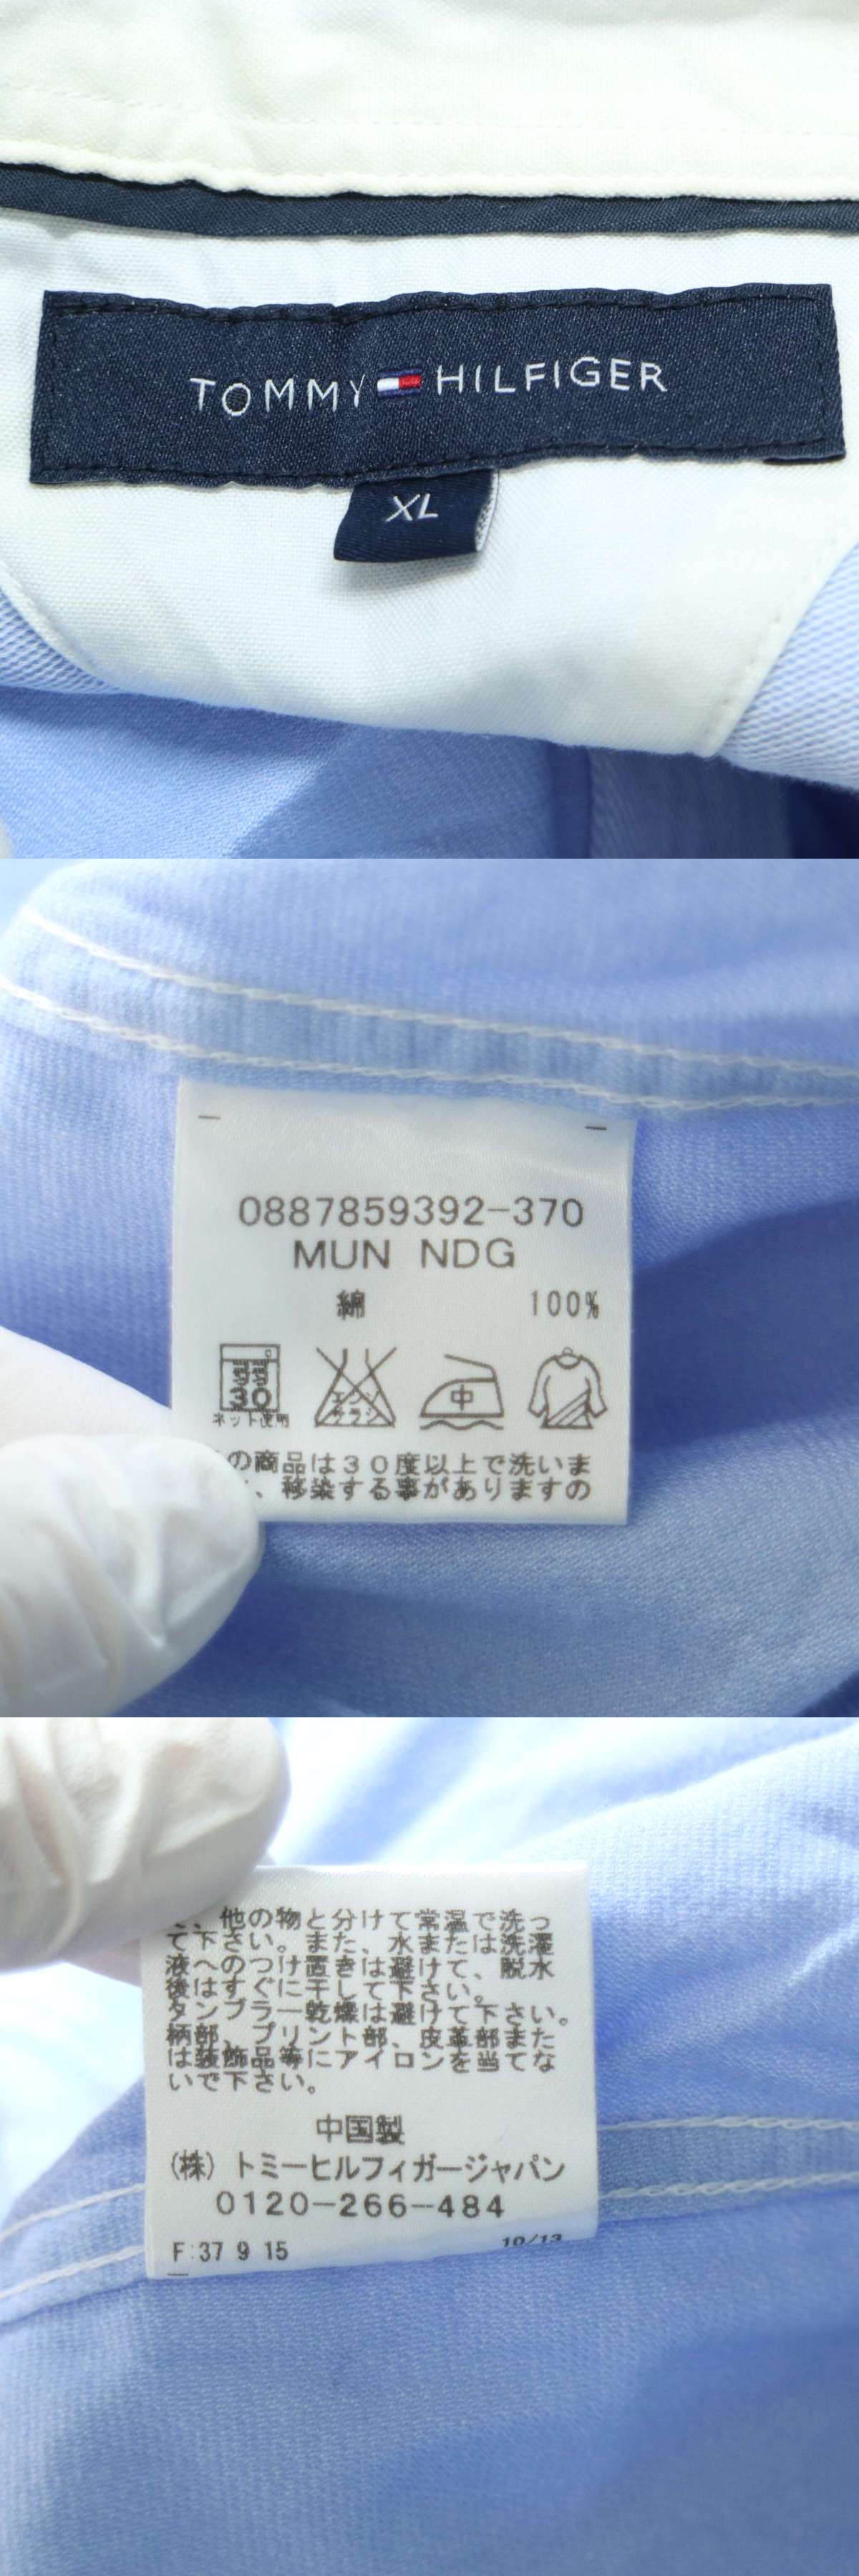 TOMMY HILFIGER
XL
0887859392-370
MUN NDG
綿 100%
30
中
ネット使用
エンソ
サラシ
の商品は30度以上で洗いま
、移染する事がありますの
、他の物と分けて常温で洗っ
て下さい。また、水または洗濯
液へのつけ置きは避けて、脱水
後はすぐに干して下さい。
タンブラー乾燥は避けて下さい。
柄部、プリント部、皮革部また
は装飾品等にアイロンを当てな
いで下さい。
中国製
(株)トミーヒルフィガージャパン
0120-266-484
F:37 9 15
10/13